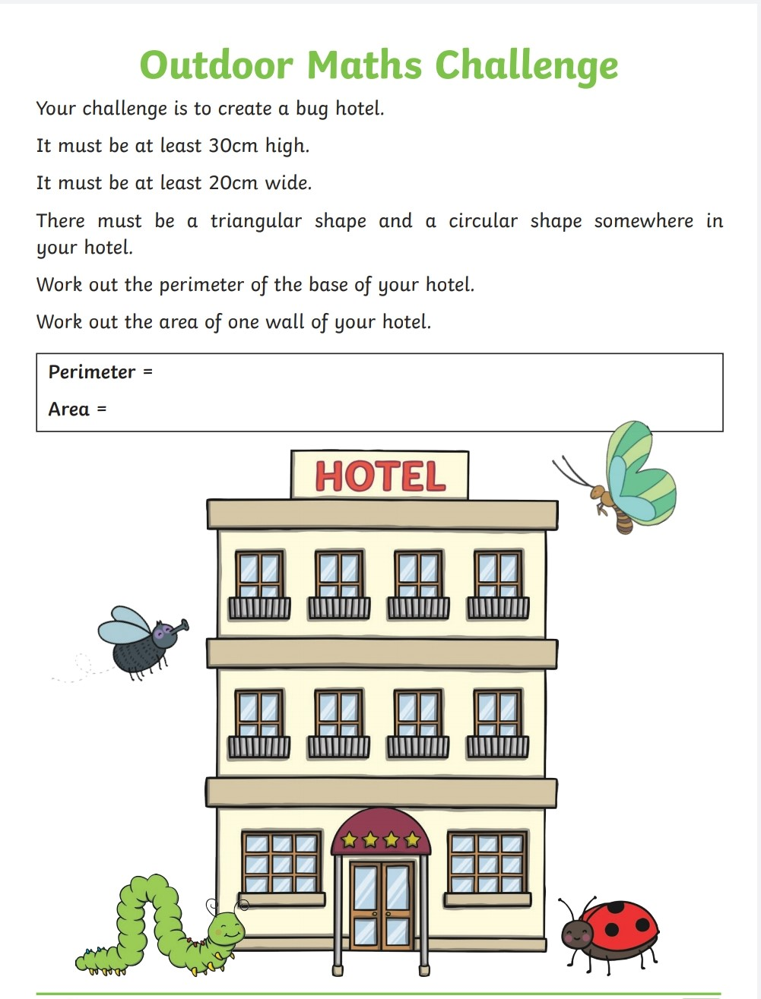 Outdoor Maths Challenge
Your challenge is to create a bug hotel.
It must be at least 30cm high.
It must be at least 20cm wide.
There must be a triangular shape and a circular shape somewhere in
your hotel.
Work out the perimeter of the base of your hotel.
Work out the area of one wall of your hotel.
Perimeter =
Area =
HOTEL